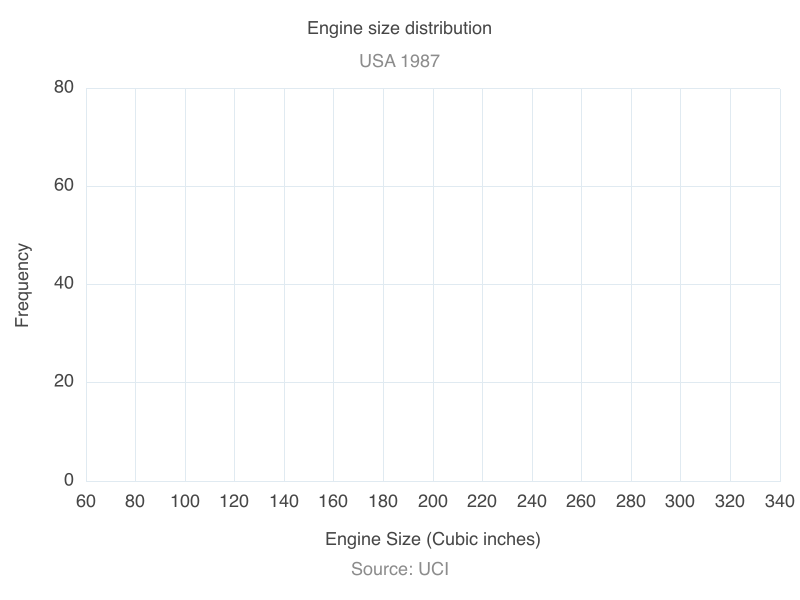 Engine size distribution
USA 1987
80
60
40
20
0
Frequency
60 80 100 120 140 160 180 200 220 240 260 280 300 320 340
Engine Size (Cubic inches)
Source: UCI